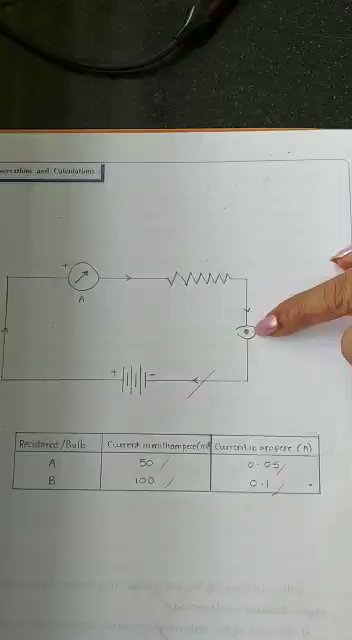 servations and Calculations
+
A
+ -
Resistance/Bulb Current in milliampere(mA) Current in ampere (A)
A 50 0.05
B 100 0.1